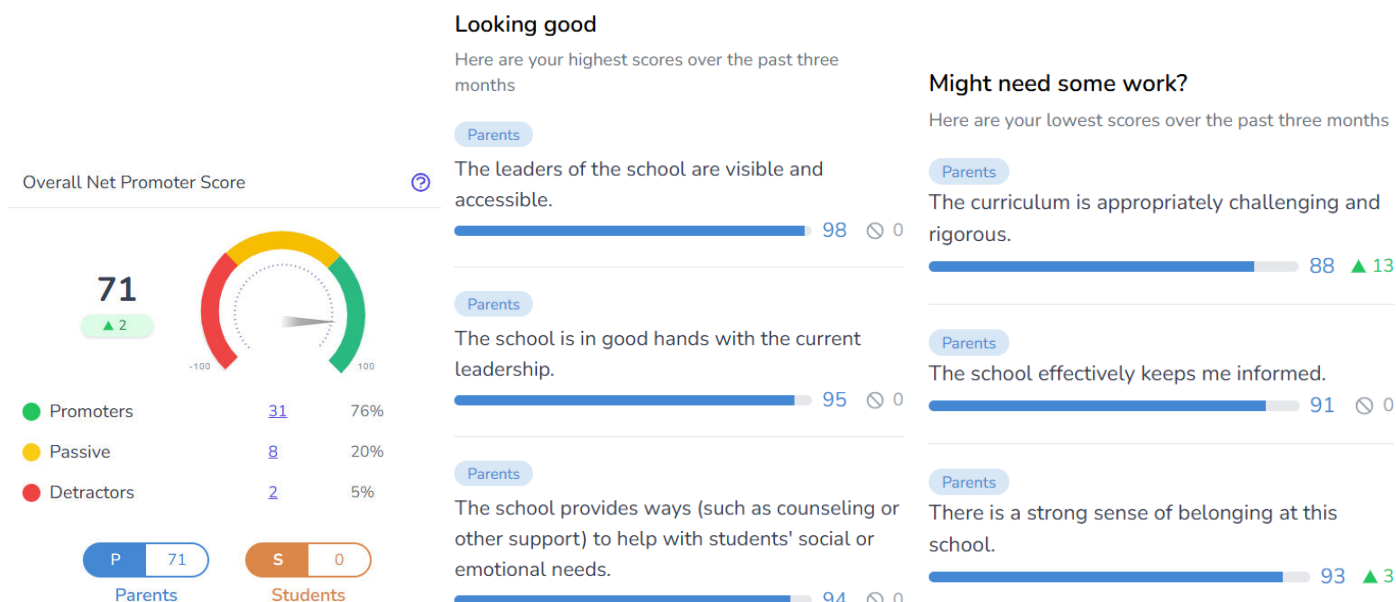 Overall Net Promoter Score
?
71
▲ 2
-100
100
Promoters 31 76%
Passive 8 20%
Detractors 2 5%
P 71
Parents
S 0
Students
Looking good
Here are your highest scores over the past three
months
Parents
The leaders of the school are visible and
accessible.
98 0
Parents
The school is in good hands with the current
leadership.
95 0
Parents
The school provides ways (such as counseling or
other support) to help with students' social or
emotional needs.
94 0
Might need some work?
Here are your lowest scores over the past three months
Parents
The curriculum is appropriately challenging and
rigorous.
88 ▲ 13
Parents
The school effectively keeps me informed.
91 0
Parents
There is a strong sense of belonging at this
school.
93 ▲ 3